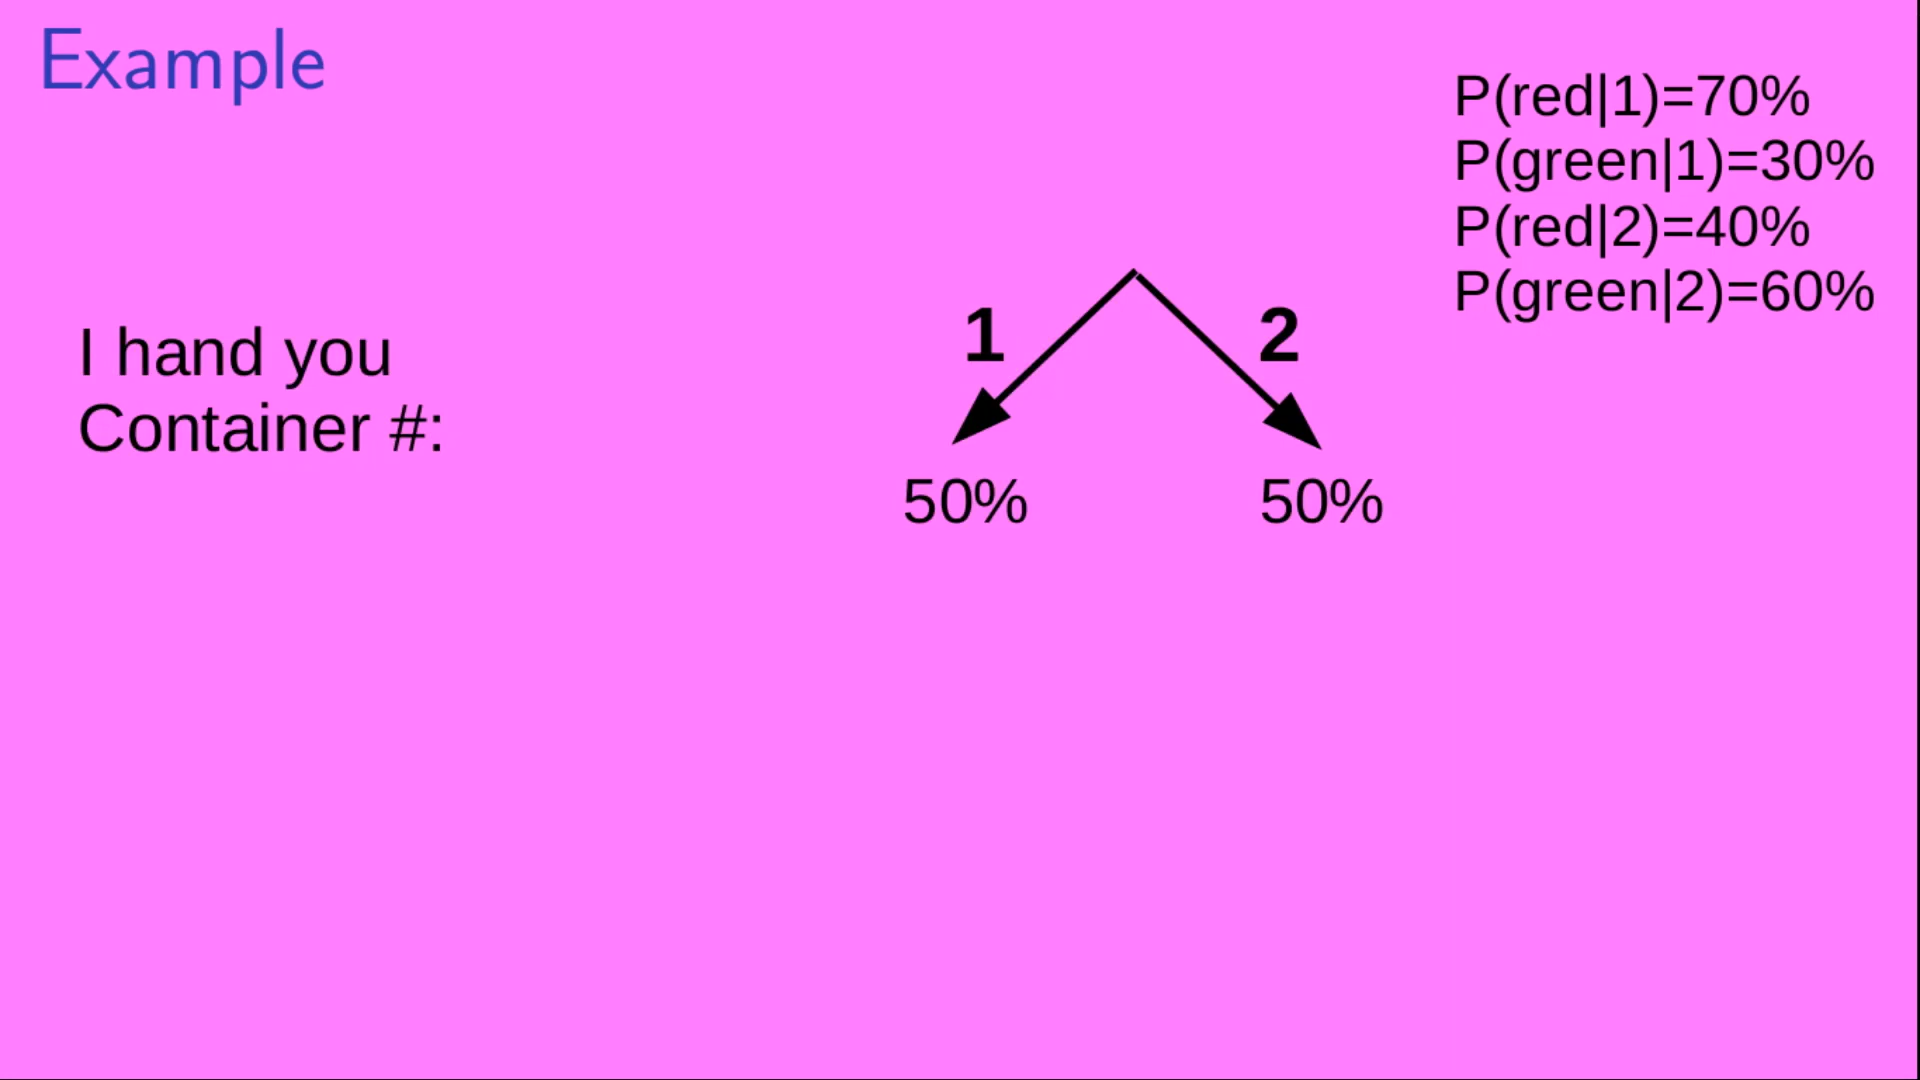 Example
P(red|1)=70%
P(green|1)=30%
P(red|2)=40%
P(green|2)=60%
I hand you
Container #:
1
2
50%
50%